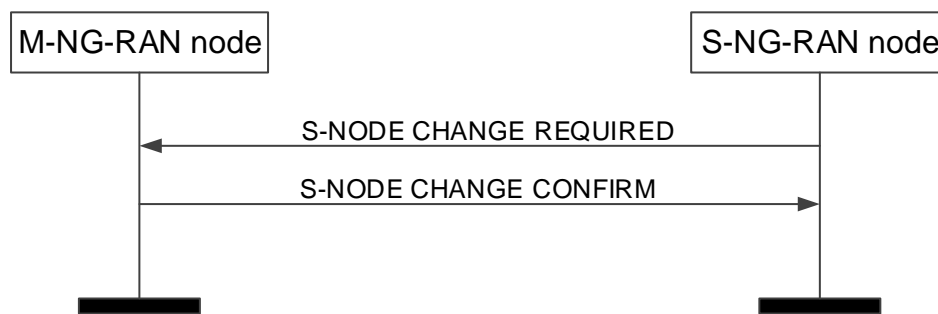 M-NG-RAN node
S-NG-RAN node
S-NODE CHANGE REQUIRED
S-NODE CHANGE CONFIRM